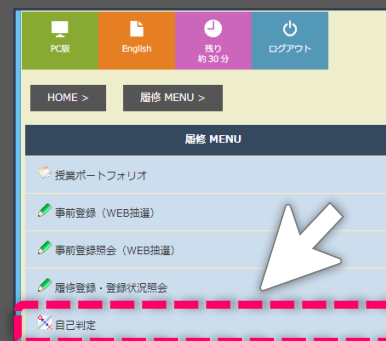 PC版
English
残り
約 30 分
ログアウト
HOME >
履修 MENU >
履修 MENU
授業ポートフォリオ
事前登録（WEB抽選）
事前登録照会（WEB抽選）
履修登録・登録状況照会
自己判定